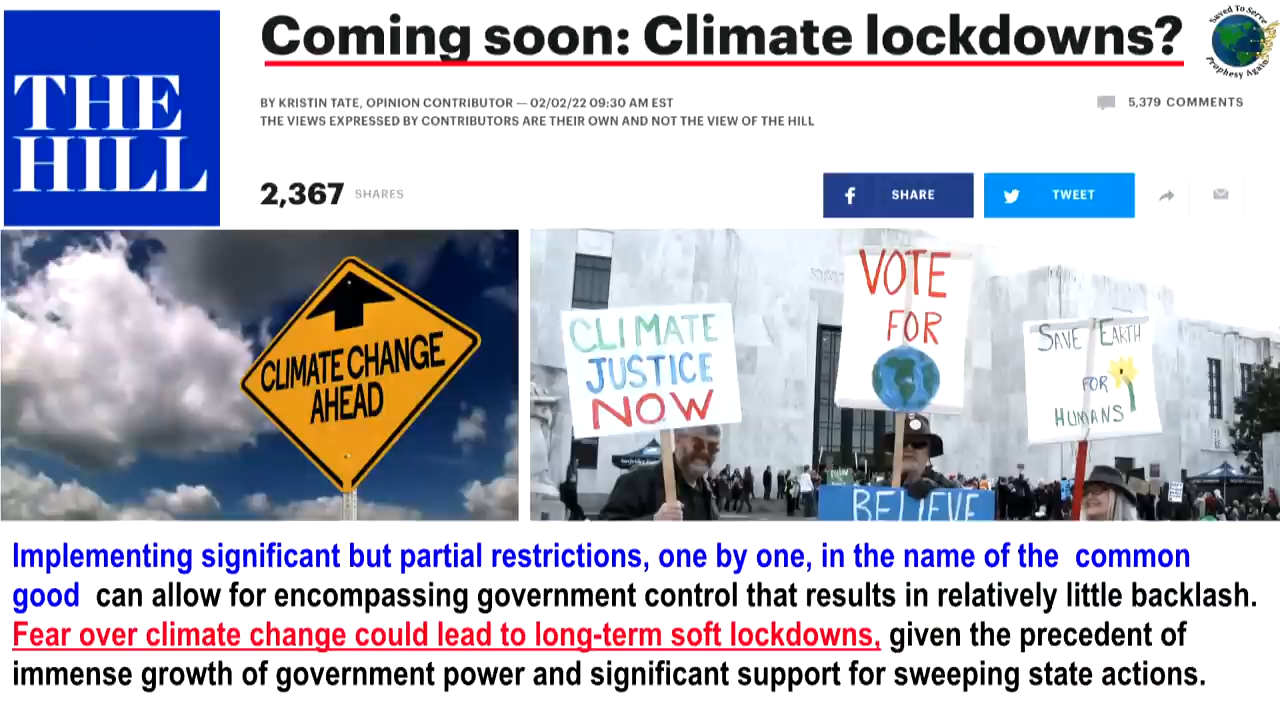 Coming soon: Climate lockdowns?
Saved To Serve
Prophesy Again
THE
HILL
BY KRISTIN TATE, OPINION CONTRIBUTOR — 02/02/22 09:30 AM EST
5,379 COMMENTS
THE VIEWS EXPRESSED BY CONTRIBUTORS ARE THEIR OWN AND NOT THE VIEW OF THE HILL
2,367 SHARES
SHARE
TWEET
CLIMATE CHANGE
AHEAD
CLIMATE
JUSTICE
NOW
VOTE
FOR
BELIEVE
SAVE EARTH
FOR
HUMANS
Implementing significant but partial restrictions, one by one, in the name of the common
good can allow for encompassing government control that results in relatively little backlash.
Fear over climate change could lead to long-term soft lockdowns, given the precedent of
immense growth of government power and significant support for sweeping state actions.